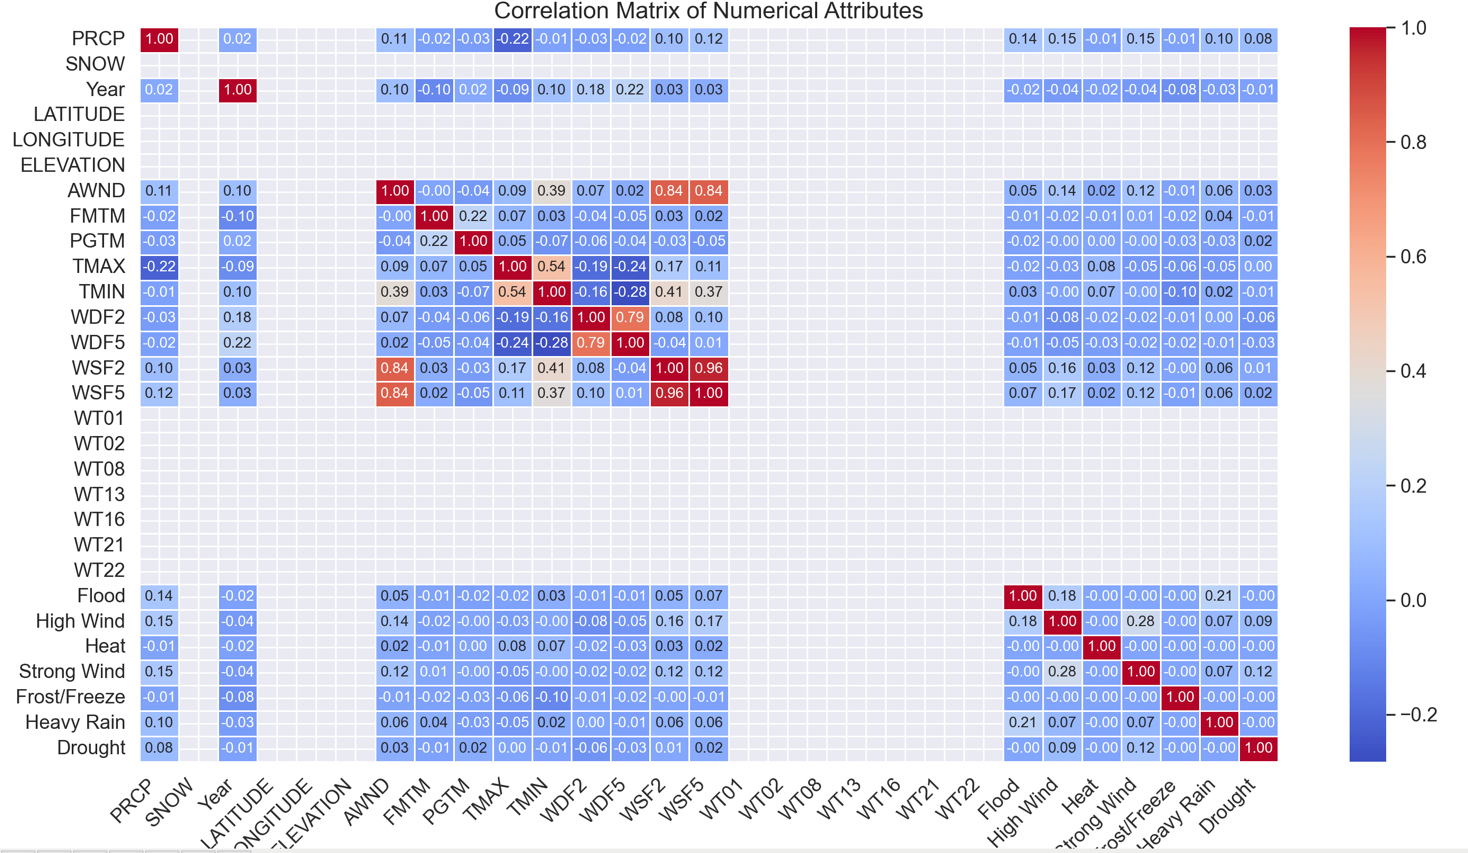 Correlation Matrix of Numerical Attributes
PRCP 1.00 0.02 0.11 -0.02 -0.03 -0.22 -0.01 -0.03 -0.02 0.10 0.12 0.14 0.15 -0.01 0.15 -0.01 0.10 0.08
SNOW
Year 0.02 1.00 0.10 -0.10 0.02 -0.09 0.10 0.18 0.22 0.03 0.03 -0.02 -0.04 -0.02 -0.04 -0.08 -0.03 -0.01
LATITUDE
LONGITUDE
ELEVATION
AWND 0.11 0.10 1.00 -0.00 -0.04 0.09 0.39 0.07 0.02 0.84 0.84 0.05 0.14 0.02 0.12 -0.01 0.06 0.03
FMTM -0.02 -0.10 -0.00 1.00 0.22 0.07 0.03 -0.04 -0.05 0.03 0.02 -0.01 -0.02 -0.01 0.01 -0.02 0.04 -0.01
PGTM -0.03 0.02 -0.04 0.22 1.00 0.05 -0.07 -0.06 -0.04 -0.03 -0.05 -0.02 -0.00 0.00 -0.00 -0.03 -0.03 0.02
TMAX -0.22 -0.09 0.09 0.07 0.05 1.00 0.54 -0.19 -0.24 0.17 0.11 -0.02 -0.03 0.08 -0.05 -0.06 -0.05 0.00
TMIN -0.01 0.10 0.39 0.03 -0.07 0.54 1.00 -0.16 -0.28 0.41 0.37 0.03 -0.00 0.07 -0.00 -0.10 0.02 -0.01
WDF2 -0.03 0.18 0.07 -0.04 -0.06 -0.19 -0.16 1.00 0.79 0.08 0.10 -0.01 -0.08 -0.02 -0.02 -0.01 0.00 -0.06
WDF5 -0.02 0.22 0.02 -0.05 -0.04 -0.24 -0.28 0.79 1.00 -0.04 0.01 -0.01 -0.05 -0.03 -0.02 -0.02 -0.01 -0.03
WSF2 0.10 0.03 0.84 0.03 -0.03 0.17 0.41 0.08 -0.04 1.00 0.96 0.05 0.16 0.03 0.12 -0.00 0.06 0.01
WSF5 0.12 0.03 0.84 0.02 -0.05 0.11 0.37 0.10 0.01 0.96 1.00 0.07 0.17 0.02 0.12 -0.01 0.06 0.02
WT01
WT02
WT08
WT13
WT16
WT21
WT22
Flood 0.14 -0.02 0.05 -0.01 -0.02 -0.02 0.03 -0.01 -0.01 0.05 0.07 1.00 0.18 -0.00 -0.00 -0.00 0.21 -0.00
High Wind 0.15 -0.04 0.14 -0.02 -0.00 -0.03 -0.00 -0.08 -0.05 0.16 0.17 0.18 1.00 -0.00 0.28 -0.00 0.07 0.09
Heat -0.01 -0.02 0.02 -0.01 0.00 0.08 0.07 -0.02 -0.03 0.03 0.02 -0.00 -0.00 1.00 -0.00 -0.00 -0.00 -0.00
Strong Wind 0.15 -0.04 0.12 0.01 -0.00 -0.05 -0.00 -0.02 -0.02 0.12 0.12 -0.00 0.28 -0.00 1.00 -0.00 0.07 0.12
Frost/Freeze -0.01 -0.08 -0.01 -0.02 -0.03 -0.06 -0.10 -0.01 -0.02 -0.00 -0.01 -0.00 -0.00 -0.00 -0.00 1.00 -0.00 -0.00
Heavy Rain 0.10 -0.03 0.06 0.04 -0.03 -0.05 0.02 0.00 -0.01 0.06 0.06 0.21 0.07 -0.00 0.07 -0.00 1.00 -0.00
Drought 0.08 -0.01 0.03 -0.01 0.02 0.00 -0.01 -0.06 -0.03 0.01 0.02 -0.00 0.09 -0.00 0.12 -0.00 -0.00 1.00
PRCP SNOW Year LATITUDE ONGITUDE ELEVATION AWND FMTM PGTM TMAX TMIN WDF2 WDF5 WSF2 WSF5 WT01 WT02 WT08 WT13 WT16 WT21 WT22 Flood High Wind Heat Strong Wind rost/Freeze Heavy Rain Drought
1.0
0.8
0.6
0.4
0.2
0.0
−0.2